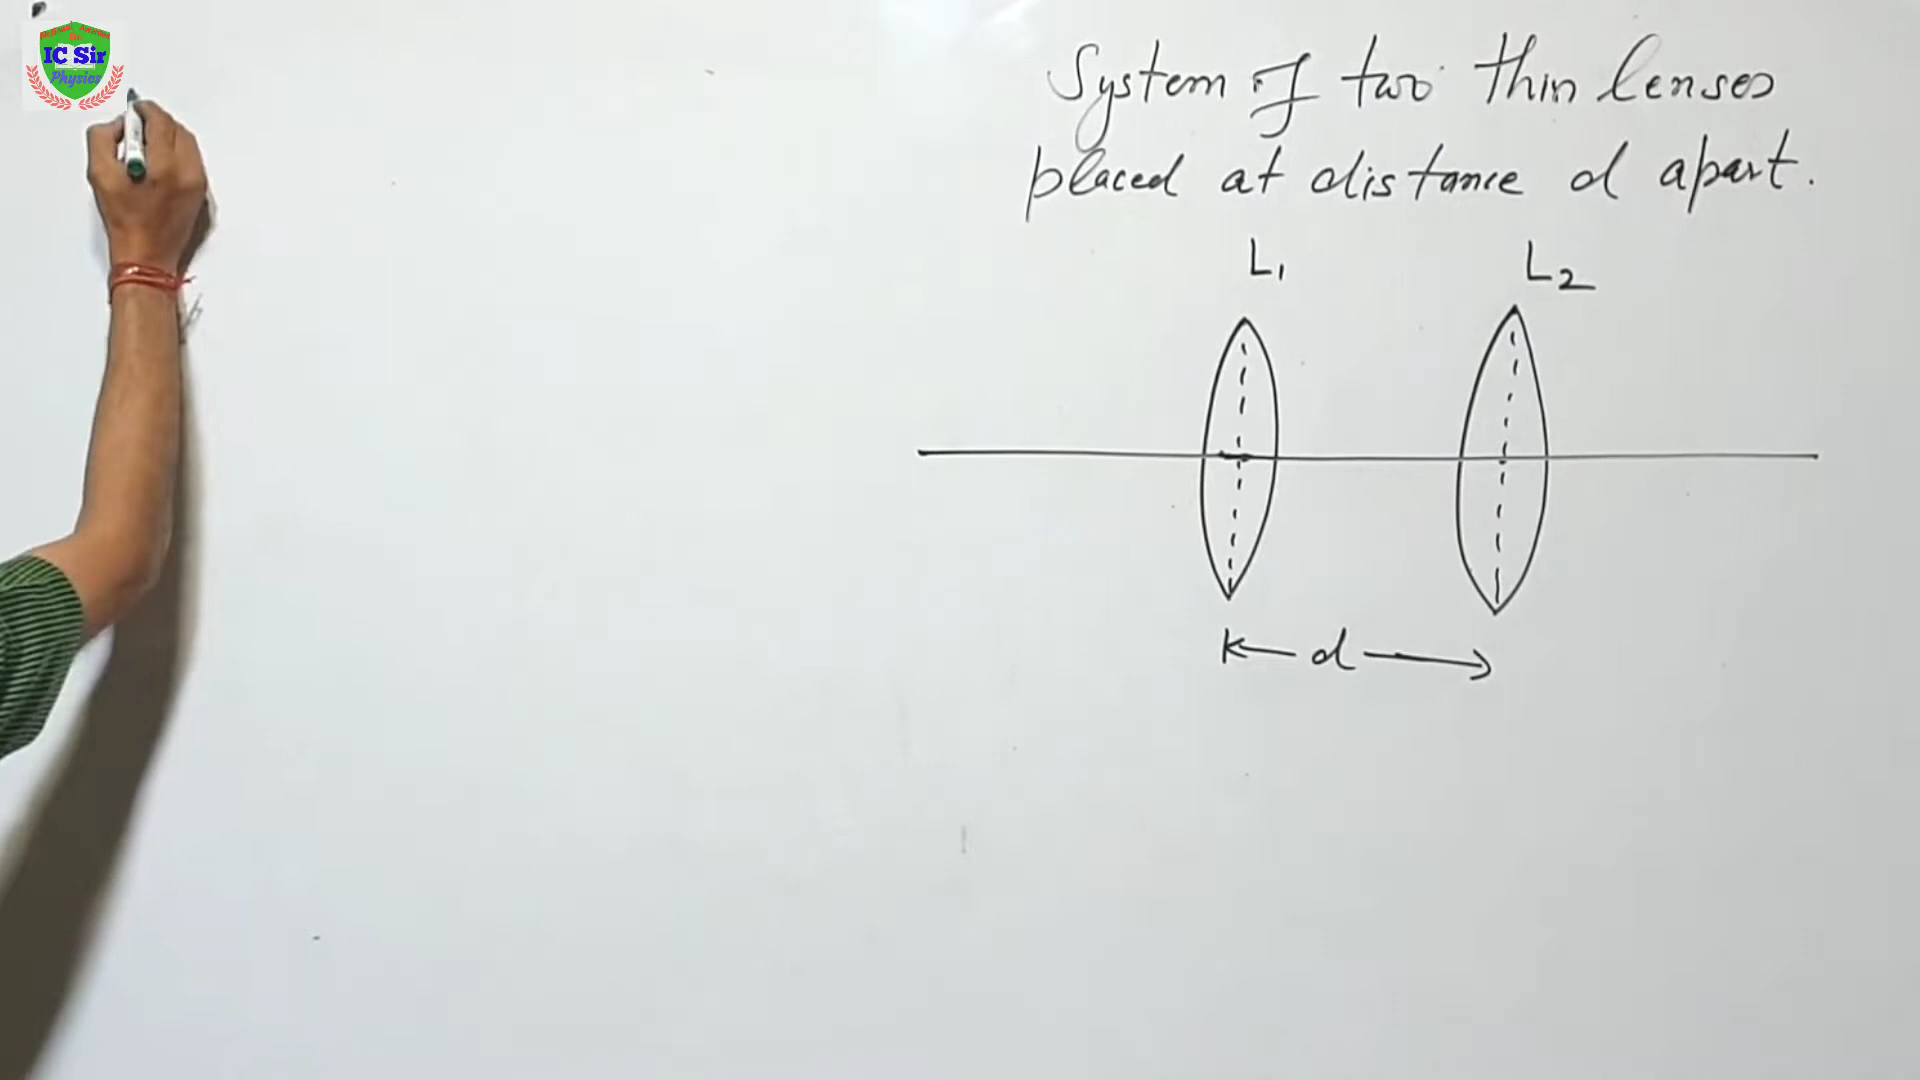 IC Sir
Physics
System of two thin lenses
placed at distance d apart.
L₁ L₂
d